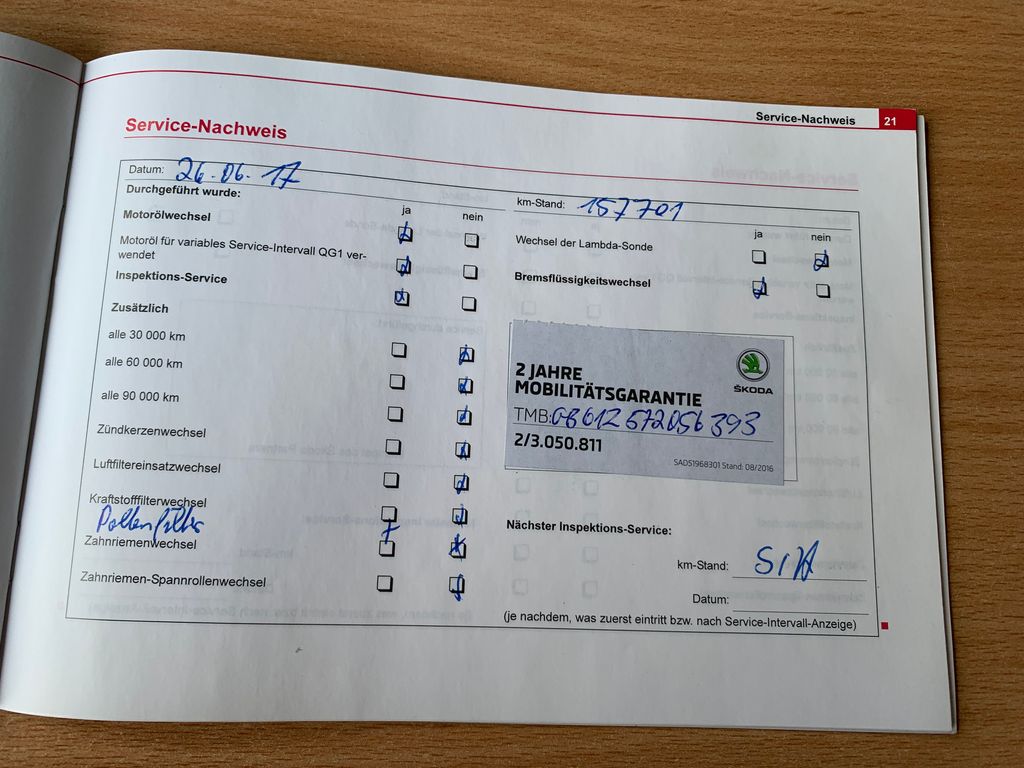 Service-Nachweis 21
Service-Nachweis
Datum: 26.06.17
km-Stand: 157701
Durchgeführt wurde:
ja nein
Motorölwechsel
Motoröl für variables Service-Intervall QG1 ver-
wendet
Inspektions-Service
Zusätzlich
alle 30 000 km
alle 60 000 km
alle 90 000 km
Zündkerzenwechsel
Luftfiltereinsatzwechsel
Kraftstofffilterwechsel
Pollenfilter
Zahnriemenwechsel
Zahnriemen-Spannrollenwechsel
ja nein
Wechsel der Lambda-Sonde
Bremsflüssigkeitswechsel
2 JAHRE
MOBILITÄTSGARANTIE
ŠKODA
TMB:
2/3.050.811
SAD51968301 Stand: 08/2016
Nächster Inspektions-Service:
km-Stand: SIA
Datum:
(je nachdem, was zuerst eintritt bzw. nach Service-Intervall-Anzeige)